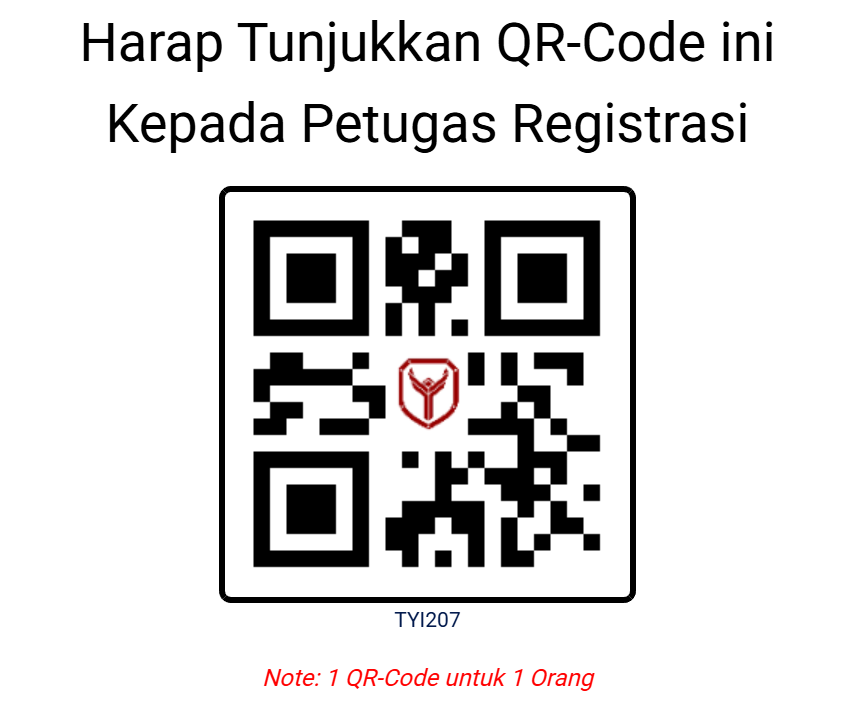 Harap Tunjukkan QR-Code ini
Kepada Petugas Registrasi
TYI207
Note: 1 QR-Code untuk 1 Orang